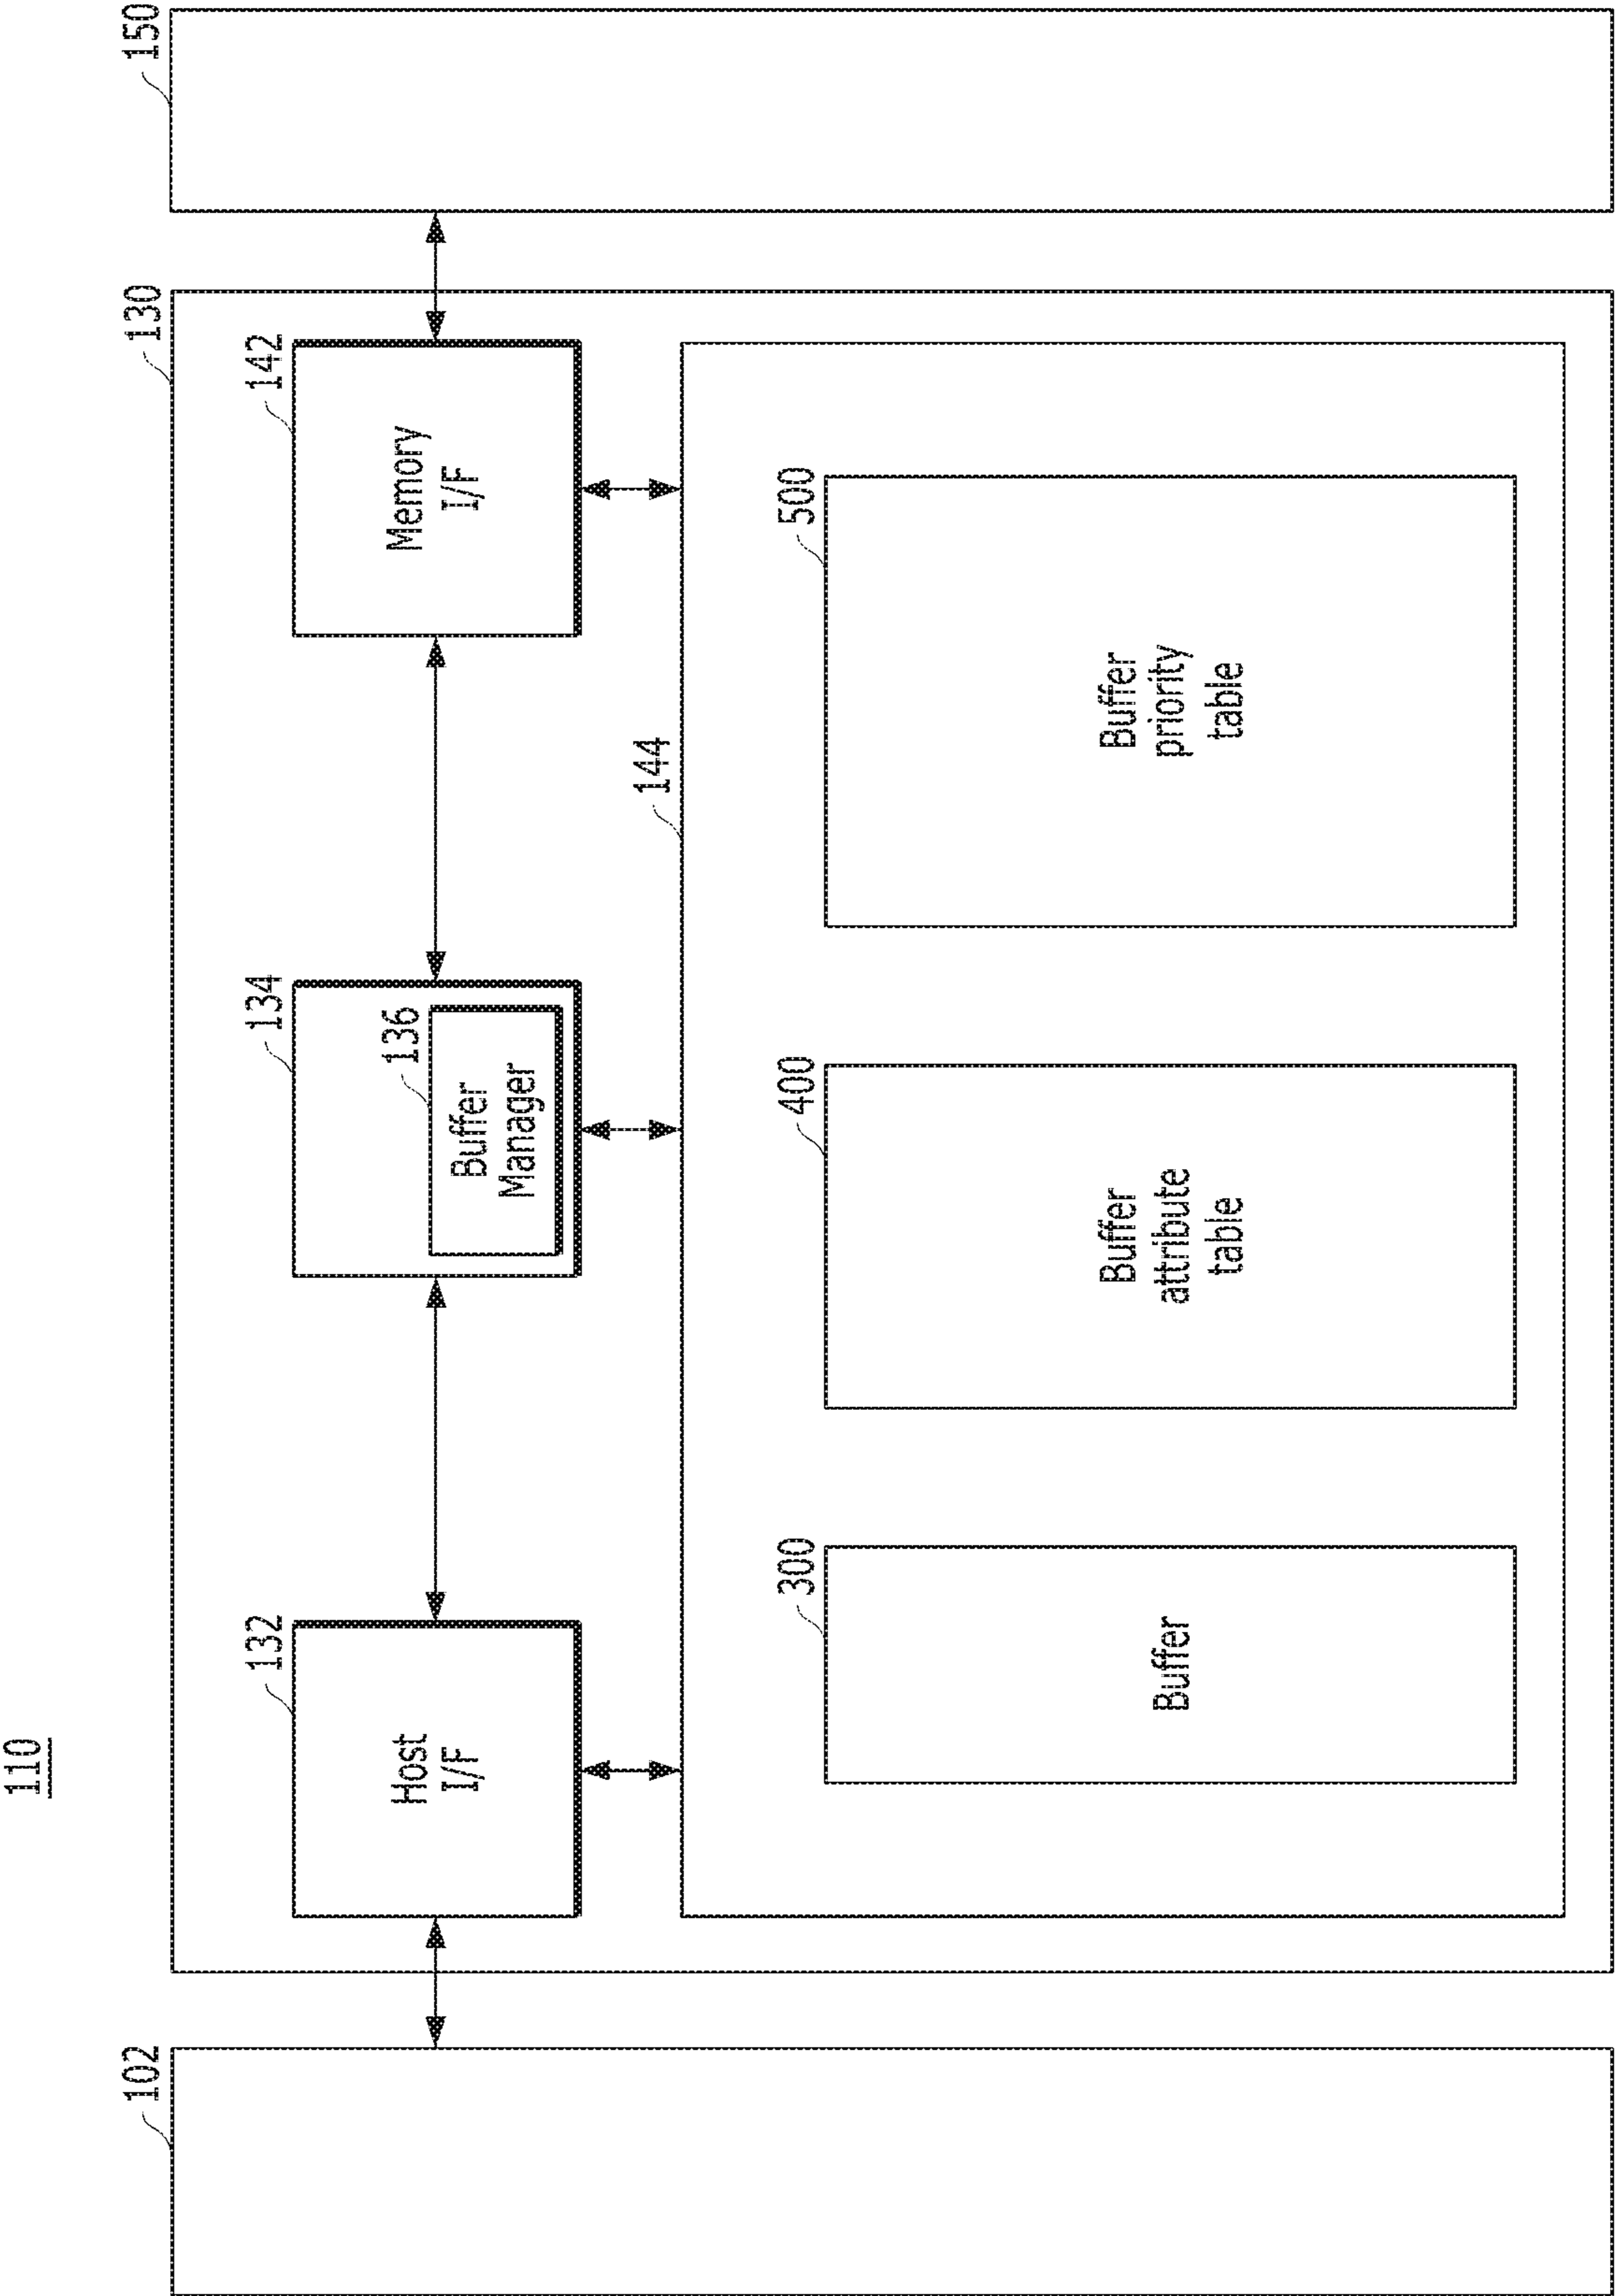 110
102
130
150
132
Host
I/F
134
136
Buffer
Manager
142
Memory
I/F
144
300
Buffer
400
Buffer
attribute
table
500
Buffer
priority
table